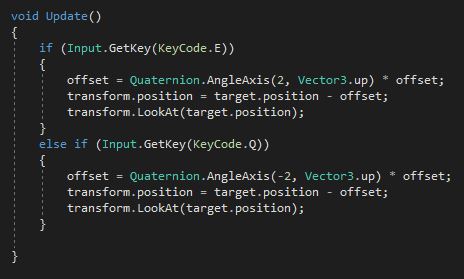 void Update()
{
    if (Input.GetKey(KeyCode.E))
    {
        offset = Quaternion.AngleAxis(2, Vector3.up) * offset;
        transform.position = target.position - offset;
        transform.LookAt(target.position);
    }
    else if (Input.GetKey(KeyCode.Q))
    {
        offset = Quaternion.AngleAxis(-2, Vector3.up) * offset;
        transform.position = target.position - offset;
        transform.LookAt(target.position);
    }
}